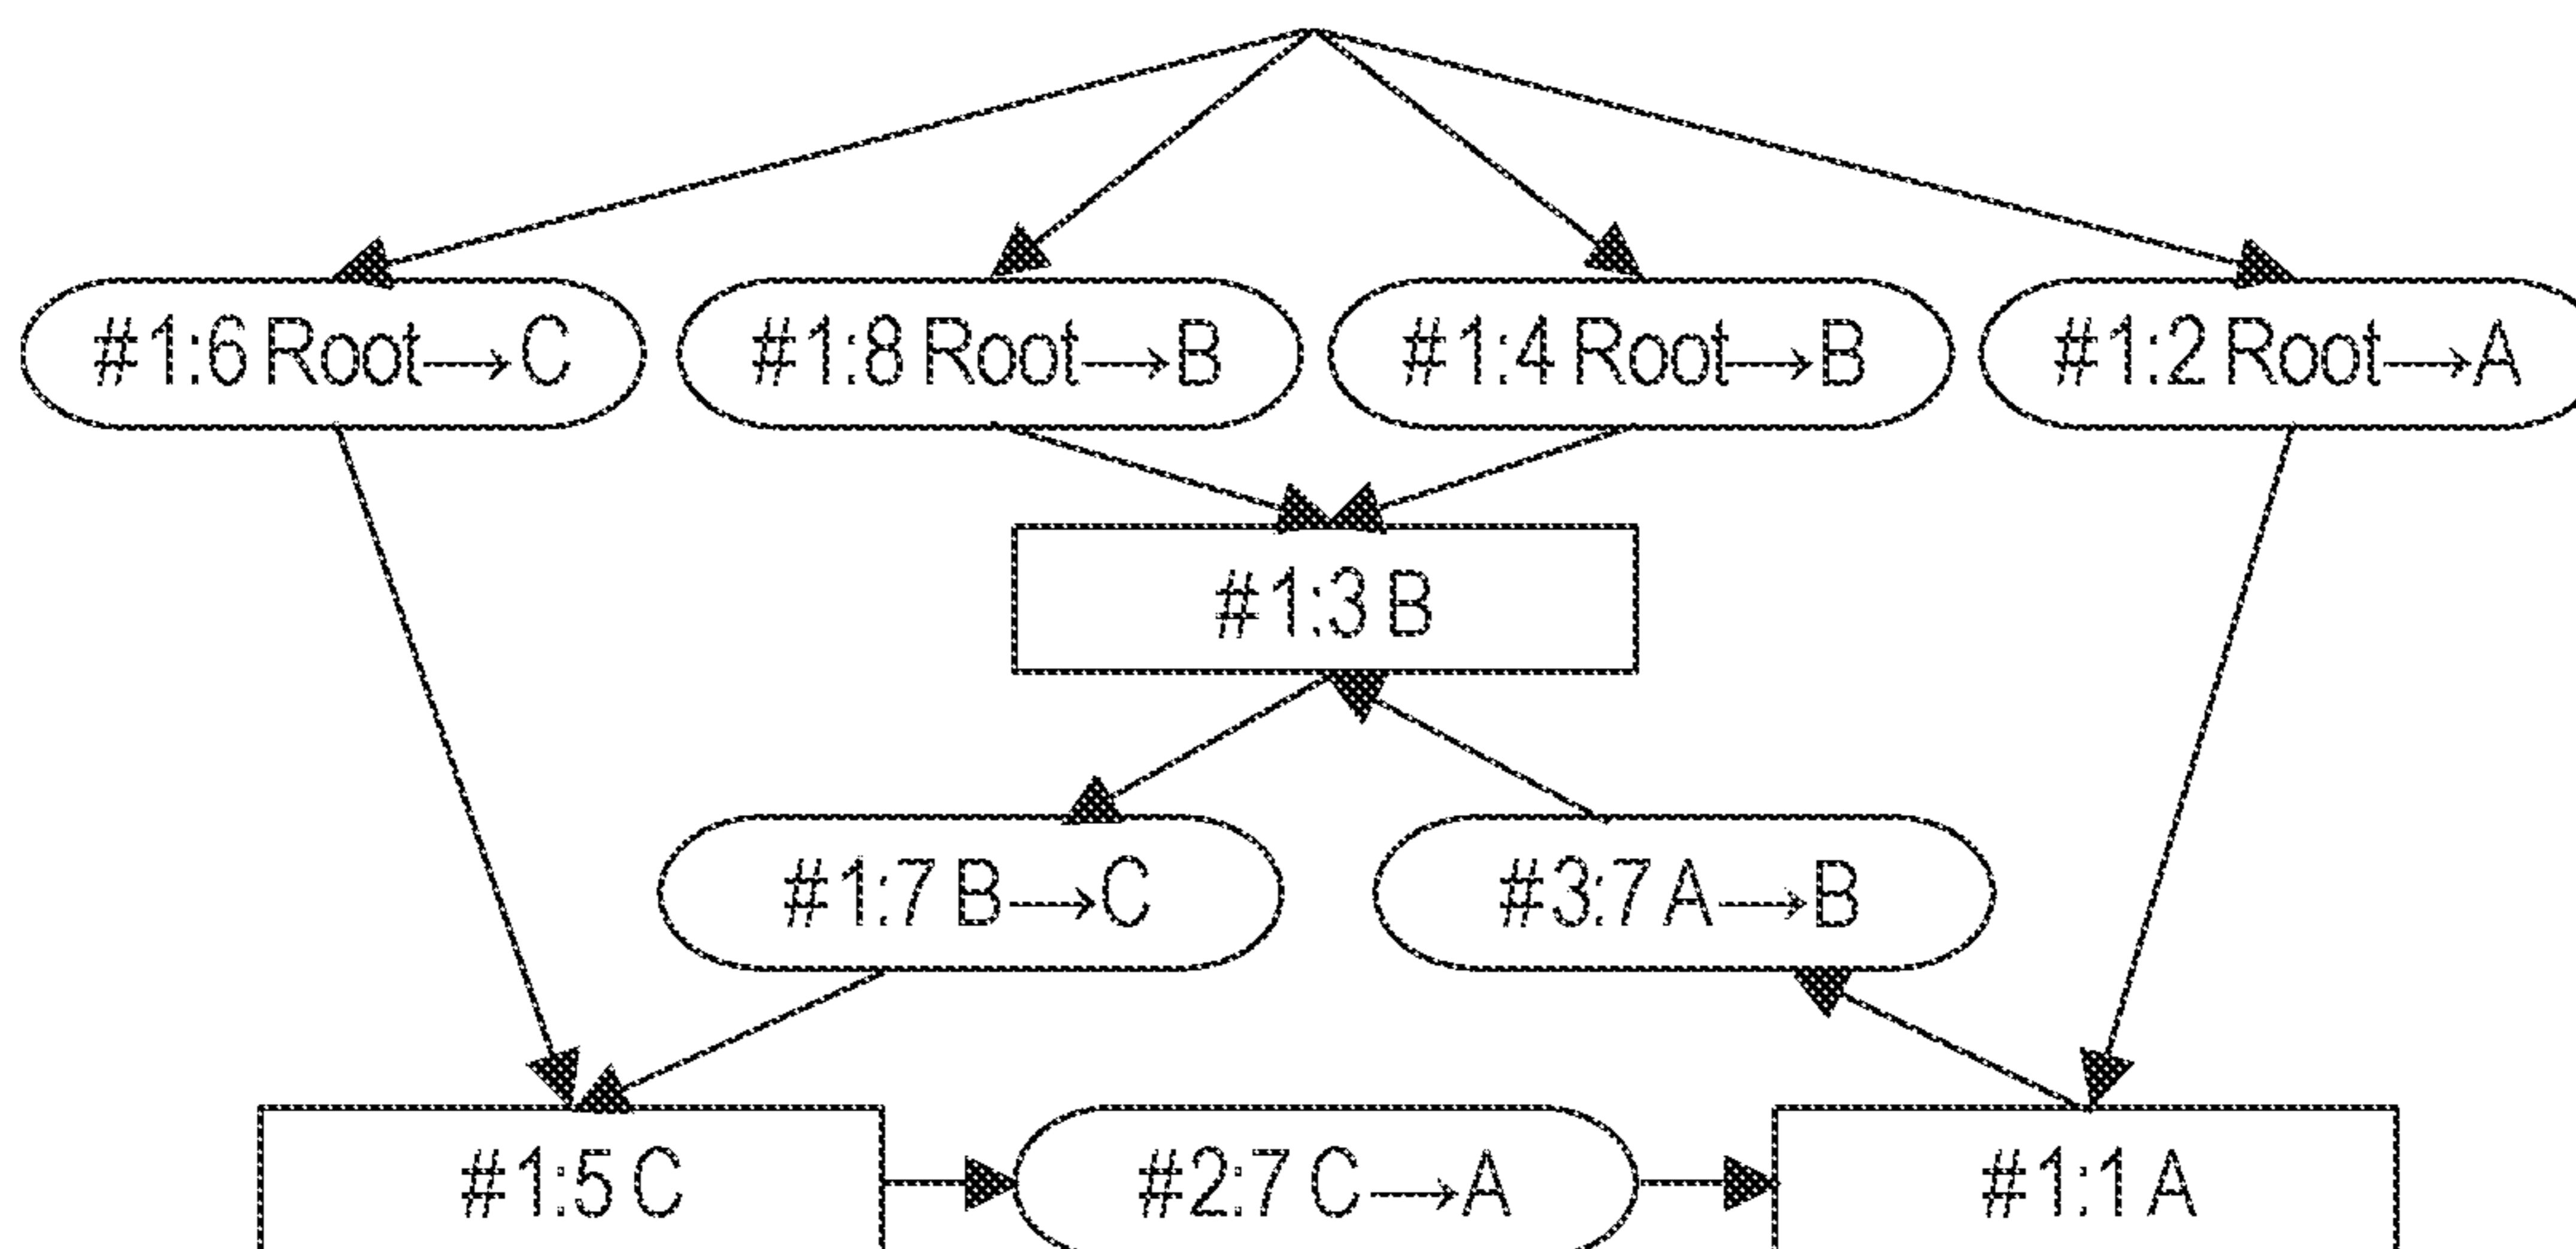 #1:6 Root→C
#1:8 Root→B
#1:4 Root→B
#1:2 Root→A
#1:3 B
#1:7 B→C
#3:7 A→B
#1:5 C
#2:7 C→A
#1:1 A